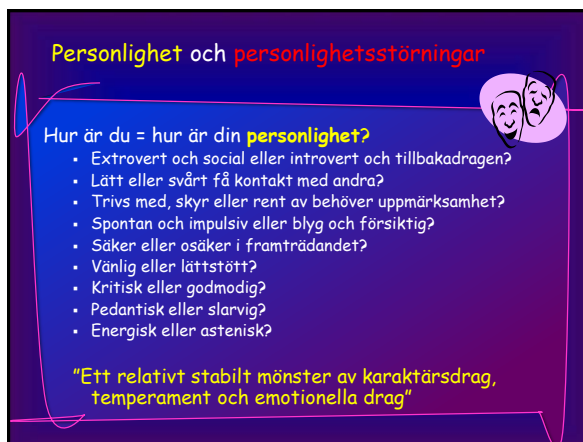 Personlighet och personlighetsstörningar
Hur är du = hur är din personlighet?
▪ Extrovert och social eller introvert och tillbakadragen?
▪ Lätt eller svårt få kontakt med andra?
▪ Trivs med, skyr eller rent av behöver uppmärksamhet?
▪ Spontan och impulsiv eller blyg och försiktig?
▪ Säker eller osäker i framträdandet?
▪ Vänlig eller lättstött?
▪ Kritisk eller godmodig?
▪ Pedantisk eller slarvig?
▪ Energisk eller astenisk?
”Ett relativt stabilt mönster av karaktärsdrag,
temperament och emotionella drag”